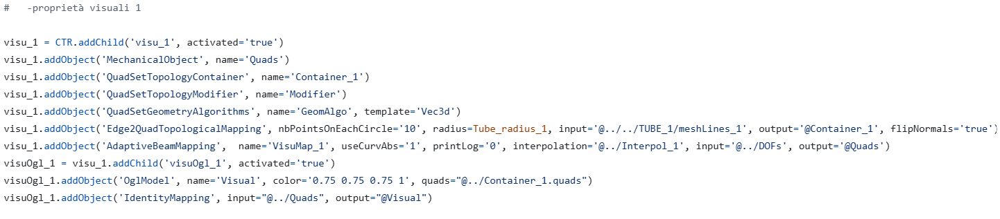 #   -proprietà visuali 1
visu_1 = CTR.addChild('visu_1', activated='true')
visu_1.addObject('MechanicalObject', name='Quads')
visu_1.addObject('QuadSetTopologyContainer', name='Container_1')
visu_1.addObject('QuadSetTopologyModifier', name='Modifier')
visu_1.addObject('QuadSetGeometryAlgorithms', name='GeomAlgo', template='Vec3d')
visu_1.addObject('Edge2QuadTopologicalMapping', nbPointsOnEachCircle='10', radius=Tube_radius_1, input='@../../TUBE_1/meshLines_1', output='@Container_1', flipNormals='true')
visu_1.addObject('AdaptiveBeamMapping',  name='VisuMap_1', useCurvAbs='1', printLog='0', interpolation='@../Interpol_1', input='@../DOFs', output='@Quads')
visuOgl_1 = visu_1.addChild('visuOgl_1', activated='true')
visuOgl_1.addObject('OglModel', name='Visual', color='0.75 0.75 0.75 1', quads="@../Container_1.quads")
visuOgl_1.addObject('IdentityMapping', input="@../Quads", output="@Visual")